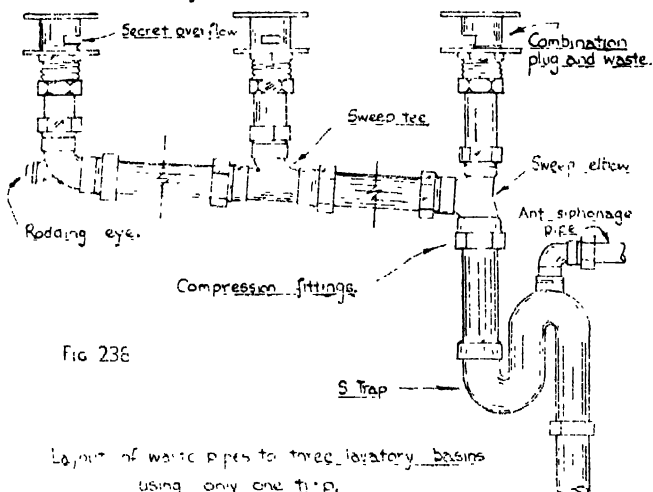 Secret overflow
Combination
plug and waste.
Sweep tee
Sweep elbow
Rodding eye.
Ant. siphonage
pipe
Compression fittings.
Fig 238
S Trap
Layout of waste pipes to three lavatory basins
using only one trap.